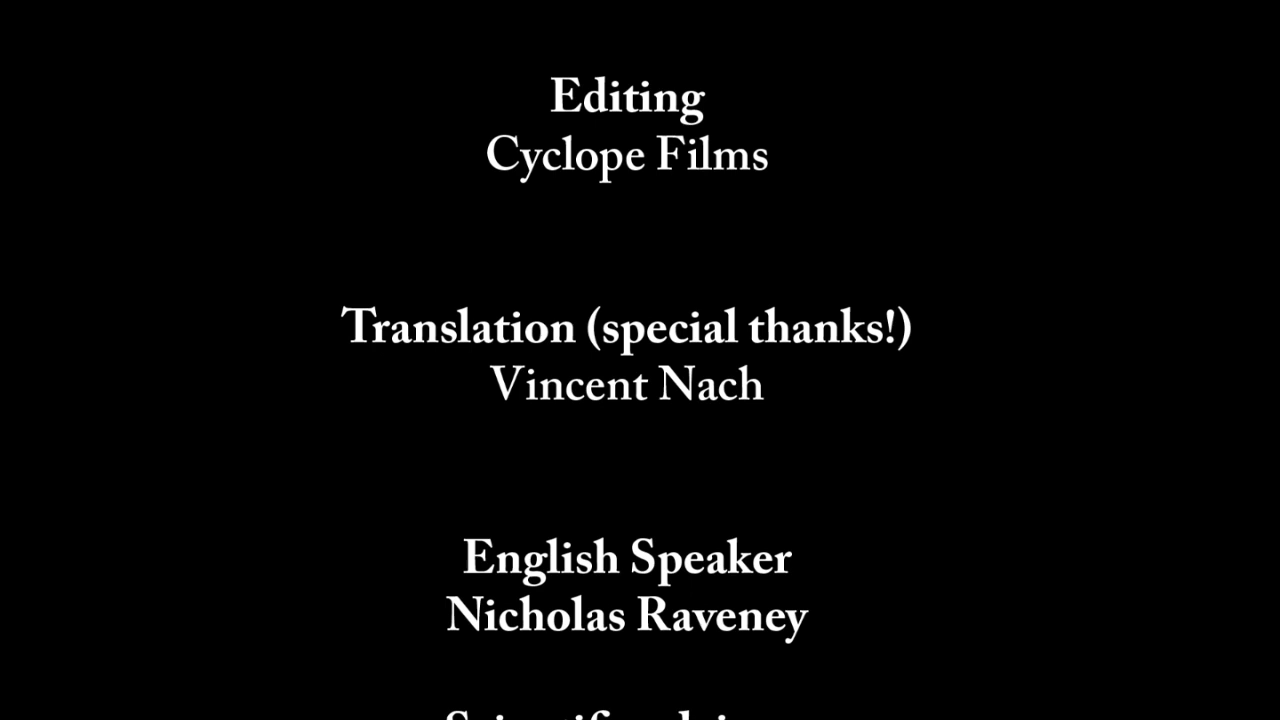 Editing
Cyclope Films
Translation (special thanks!)
Vincent Nach
English Speaker
Nicholas Raveney